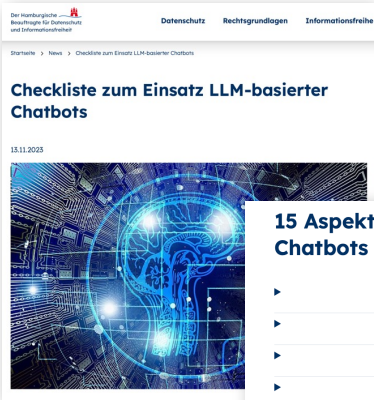 Der Hamburgische
Beauftragte für Datenschutz
und Informationsfreiheit
Datenschutz Rechtsgrundlagen Informationsfreihe
Startseite > News > Checkliste zum Einsatz LLM-basierter Chatbots
Checkliste zum Einsatz LLM-basierter
Chatbots
13.11.2023
15 Aspekt
Chatbots